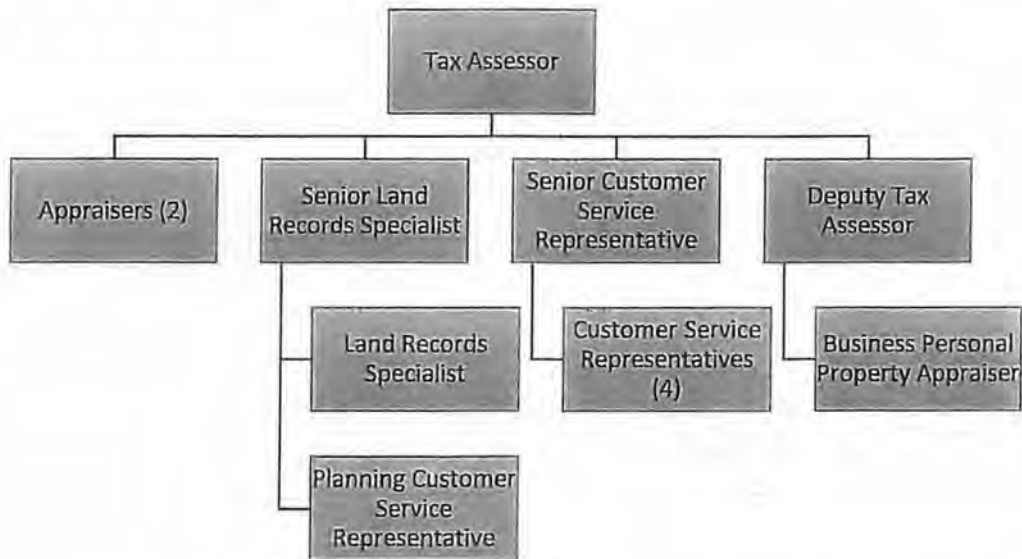 Tax Assessor
Appraisers (2)
Senior Land
Records Specialist
Senior Customer
Service
Representative
Deputy Tax
Assessor
Land Records
Specialist
Customer Service
Representatives
(4)
Business Personal
Property Appraiser
Planning Customer
Service
Representative